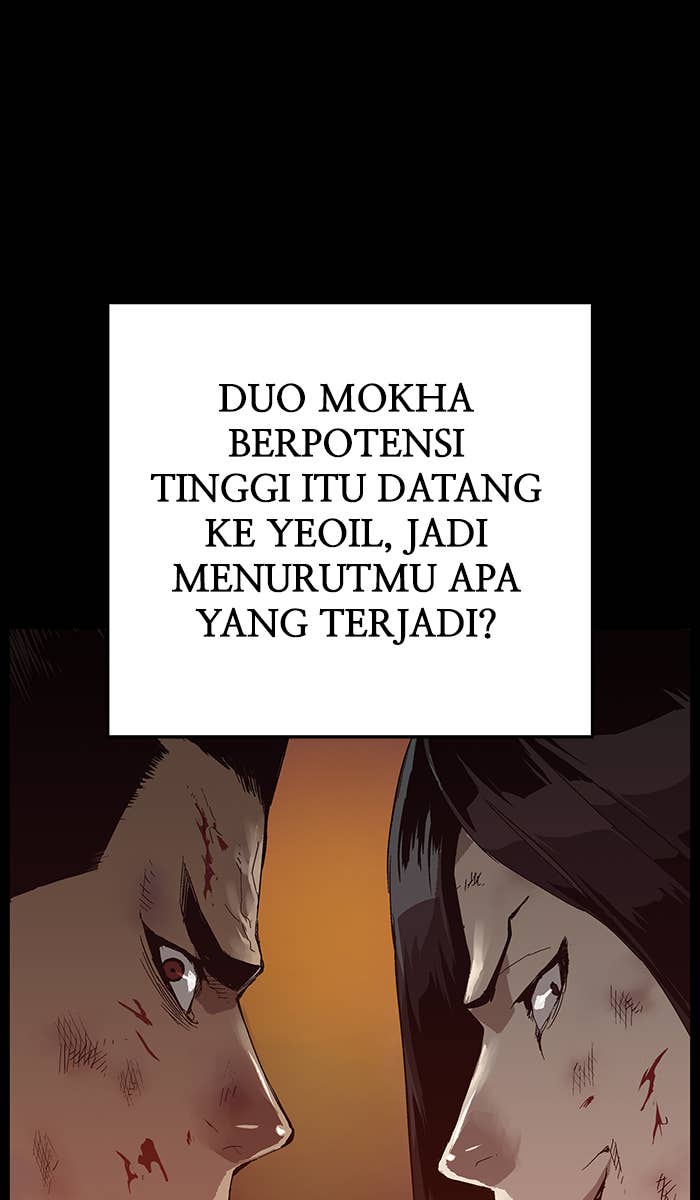 DUO MOKHA
BERPOTENSI
TINGGI ITU DATANG
KE YEOIL, JADI
MENURUTMU APA
YANG TERJADI?